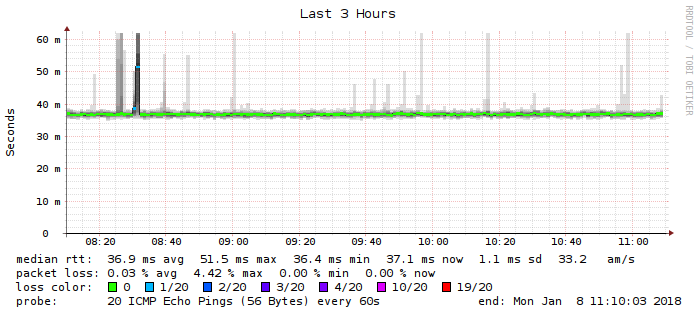 Last 3 Hours
RRDTOOL / TOBI OETIKER
Seconds
60 m
50 m
40 m
30 m
20 m
10 m
0
08:20 08:40 09:00 09:20 09:40 10:00 10:20 10:40 11:00
median rtt: 36.9 ms avg 51.5 ms max 36.4 ms min 37.1 ms now 1.1 ms sd 33.2 am/s
packet loss: 0.03 % avg 4.42 % max 0.00 % min 0.00 % now
loss color: 0 1/20 2/20 3/20 4/20 10/20 19/20
probe: 20 ICMP Echo Pings (56 Bytes) every 60s end: Mon Jan 8 11:10:03 2018